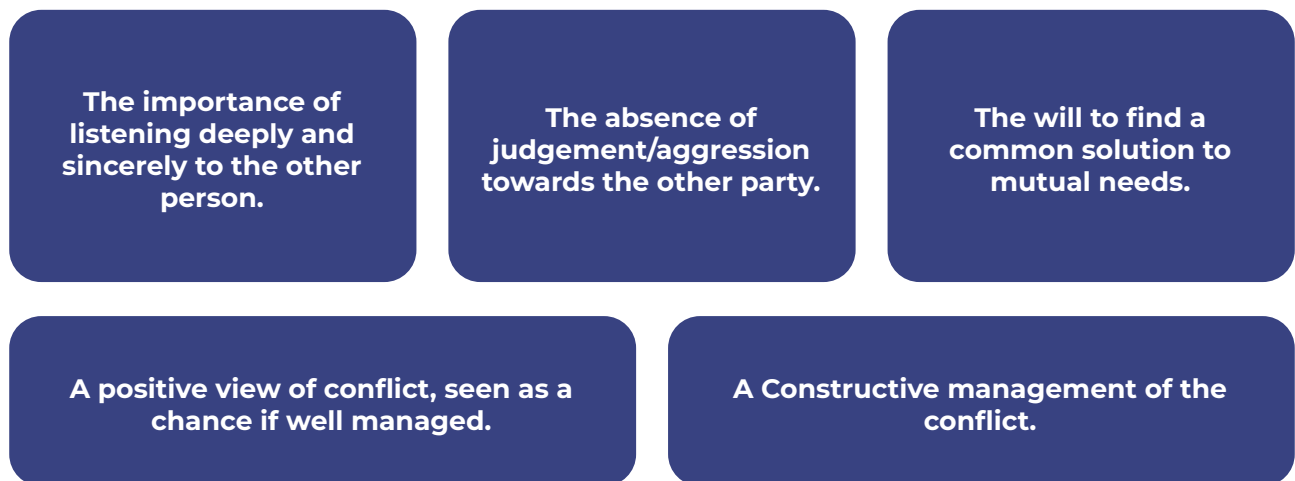 The importance of
listening deeply and
sincerely to the other
person.
The absence of
judgement/aggression
towards the other party.
The will to find a
common solution to
mutual needs.
A positive view of conflict, seen as a
chance if well managed.
A Constructive management of the
conflict.